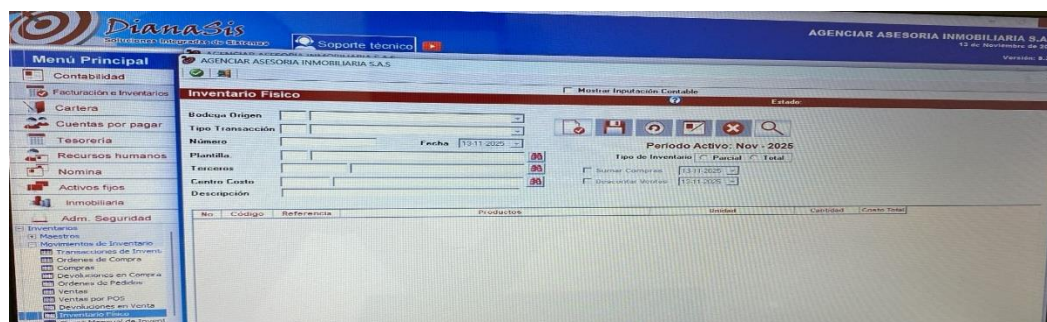 DianaSis
Soluciones Integradas de Sistemas
Soporte técnico
AGENCIAR ASESORIA INMOBILIARIA S.A
13 de Noviembre de 20
Versión:
Menú Principal
Contabilidad
Facturación e Inventarios
Cartera
Cuentas por pagar
Tesorería
Recursos humanos
Nomina
Activos fijos
Inmobiliaria
Adm. Seguridad
Inventarios
Maestros
Movimientos de Inventario
Transacciones de Invent
Ordenes de Compra
Compras
Devoluciones en Compra
Ordenes de Pedidos
Ventas
Ventas por POS
Devoluciones en Venta
Inventario Físico
AGENCIAR ASESORIA INMOBILIARIA S.A.S
Inventario Físico
Mostrar Inputación Contable
Estado:
Bodega Origen
Tipo Transacción
Número
Fecha 13-11-2025
Plantilla.
Terceros
Centro Costo
Descripción
Periodo Activo: Nov - 2025
Tipo de Inventario Parcial Total
Sumar Compras 13-11-2025
Descontar Ventas 13-11-2025
No Código Referencia Productos Unidad Cantidad Costo Total